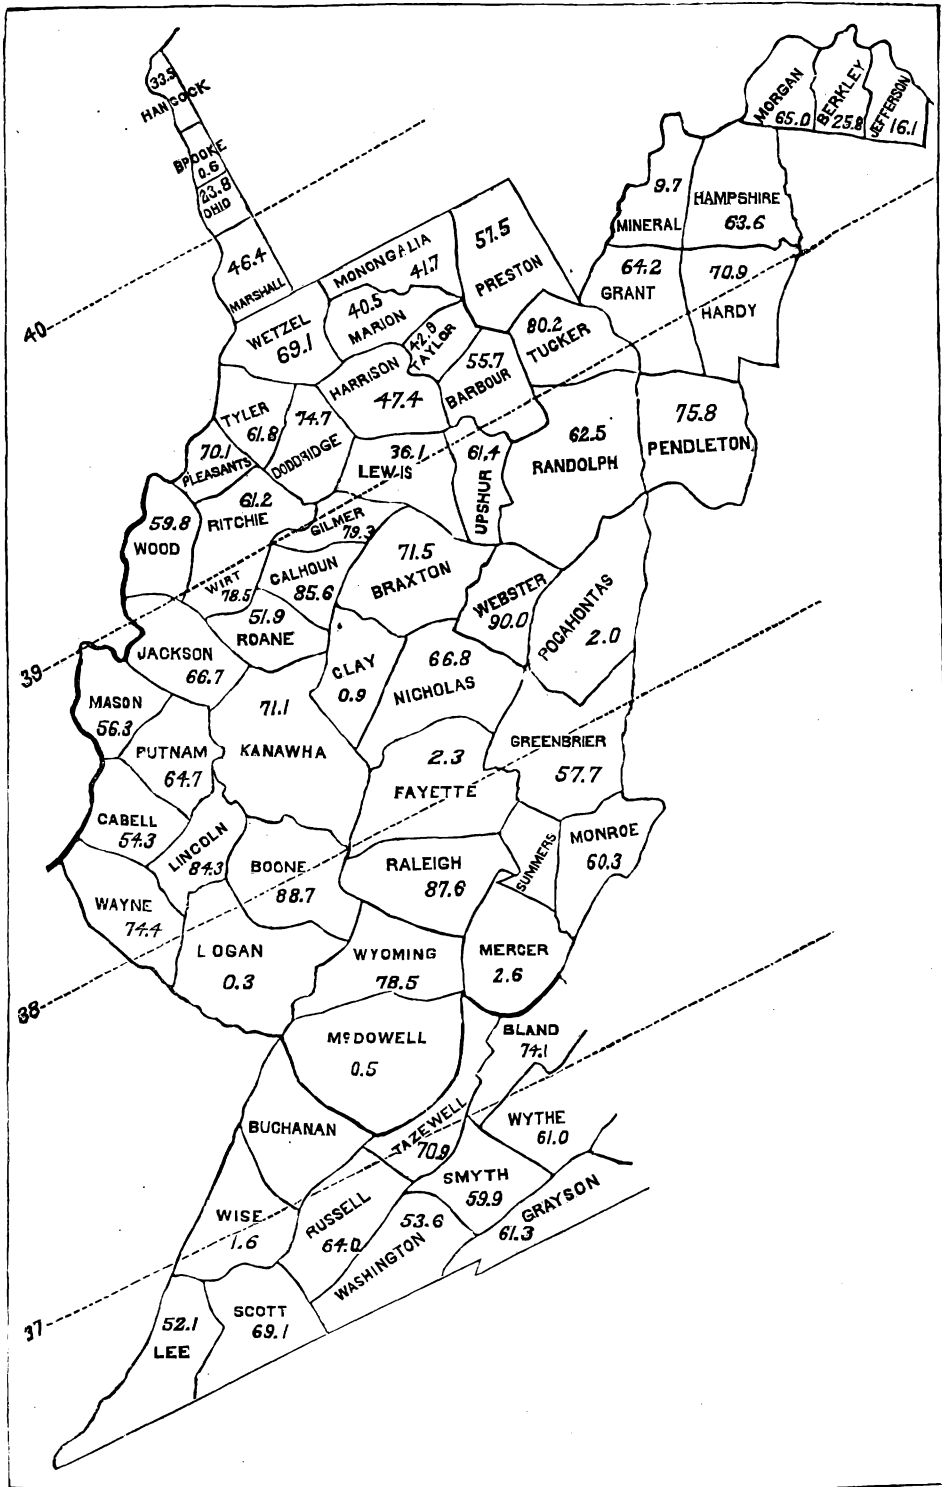 33.5
HANCOCK
BROOKE
0.6
23.8
OHIO
46.4
MARSHALL
MORGAN
65.0
BERKLEY
25.8
JEFFERSON
16.1
9.7
MINERAL
HAMPSHIRE
63.6
64.2
GRANT
70.9
HARDY
40
MONONGALIA
41.7
57.5
PRESTON
WETZEL
69.1
40.5
MARION
42.9
TAYLOR
80.2
TUCKER
HARRISON
47.4
55.7
BARBOUR
TYLER
61.8
74.7
DODDRIDGE
70.1
PLEASANTS
36.1
LEWIS
61.4
UPSHUR
62.5
RANDOLPH
75.8
PENDLETON
59.8
WOOD
61.2
RITCHIE
GILMER
79.3
WIRT
78.5
CALHOUN
85.6
71.5
BRAXTON
WEBSTER
90.0
POCAHONTAS
2.0
51.9
ROANE
39
JACKSON
66.7
CLAY
0.9
66.8
NICHOLAS
MASON
56.3
71.1
KANAWHA
PUTNAM
64.7
2.3
FAYETTE
GREENBRIER
57.7
CABELL
54.3
LINCOLN
84.3
BOONE
88.7
RALEIGH
87.6
SUMMERS
MONROE
60.3
WAYNE
74.4
LOGAN
0.3
WYOMING
78.5
MERCER
2.6
38
McDOWELL
0.5
BLAND
74.1
BUCHANAN
TAZEWELL
70.9
WYTHE
61.0
SMYTH
59.9
GRAYSON
61.3
WISE
1.6
RUSSELL
64.0
53.6
WASHINGTON
37
52.1
LEE
SCOTT
69.1